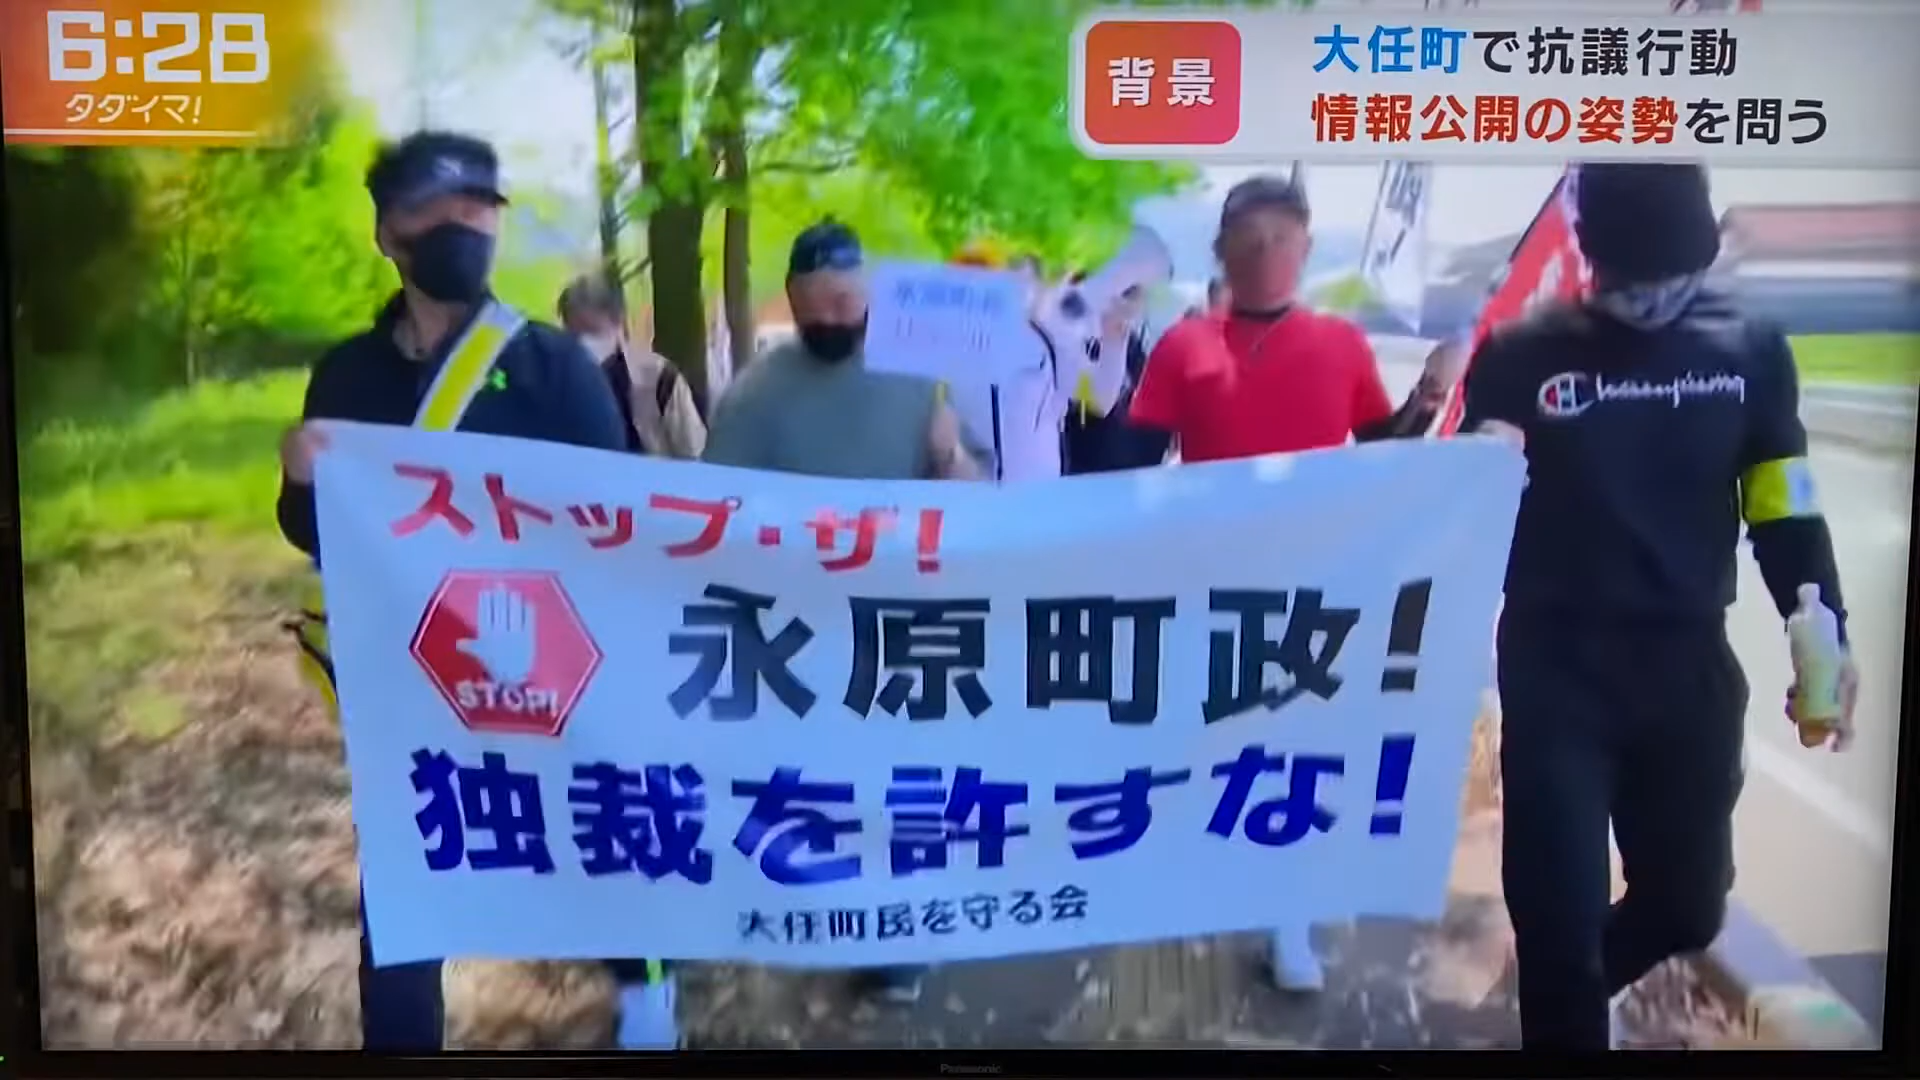 6:28
タダイマ!
背景
大任町で抗議行動
情報公開の姿勢を問う
Champion
ストップ・ザ!
STOP!
永原町政!
独裁を許すな!
大任町民を守る会
Panasonic